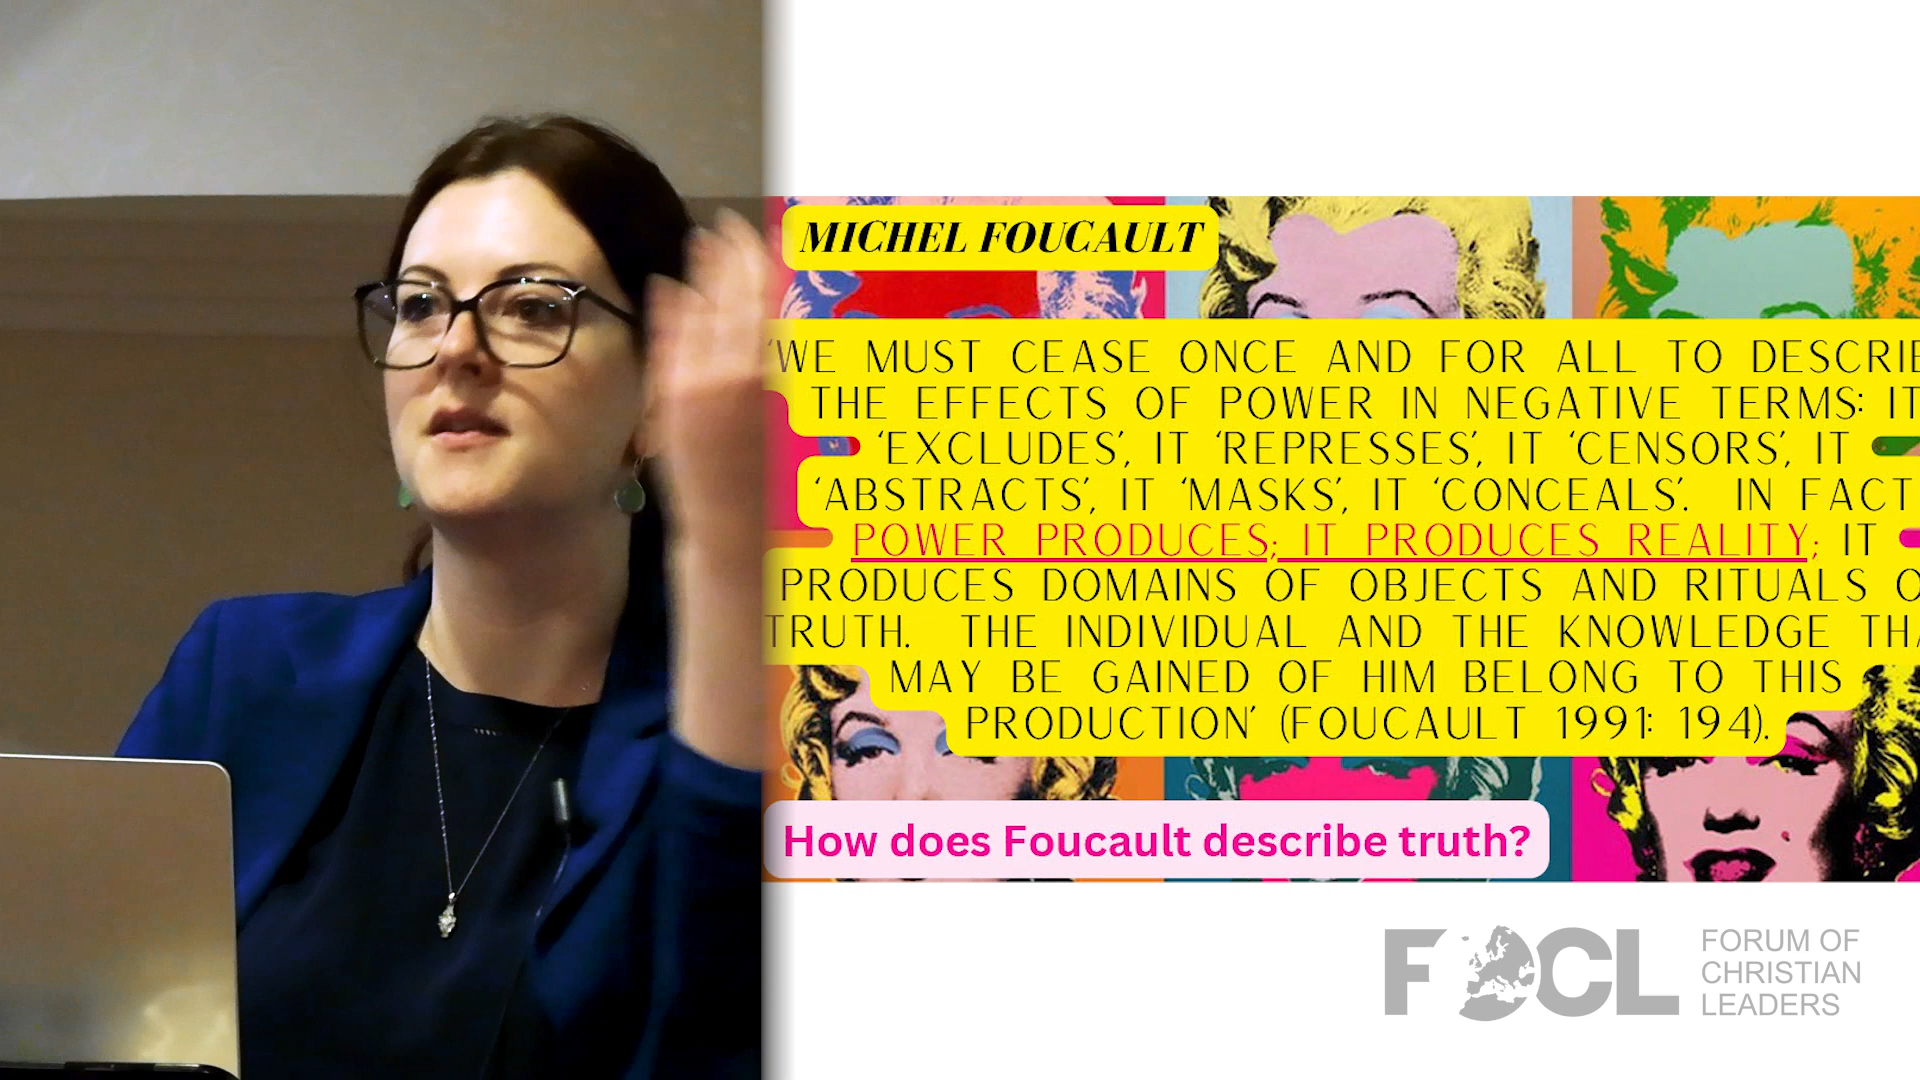 MICHEL FOUCAULT
‘WE MUST CEASE ONCE AND FOR ALL TO DESCRIB
THE EFFECTS OF POWER IN NEGATIVE TERMS: IT
‘EXCLUDES’, IT ‘REPRESSES’, IT ‘CENSORS’, IT
‘ABSTRACTS’, IT ‘MASKS’, IT ‘CONCEALS’. IN FACT
POWER PRODUCES; IT PRODUCES REALITY; IT
PRODUCES DOMAINS OF OBJECTS AND RITUALS O
TRUTH. THE INDIVIDUAL AND THE KNOWLEDGE THA
MAY BE GAINED OF HIM BELONG TO THIS
PRODUCTION’ (FOUCAULT 1991: 194).
How does Foucault describe truth?
FOCL
FORUM OF
CHRISTIAN
LEADERS